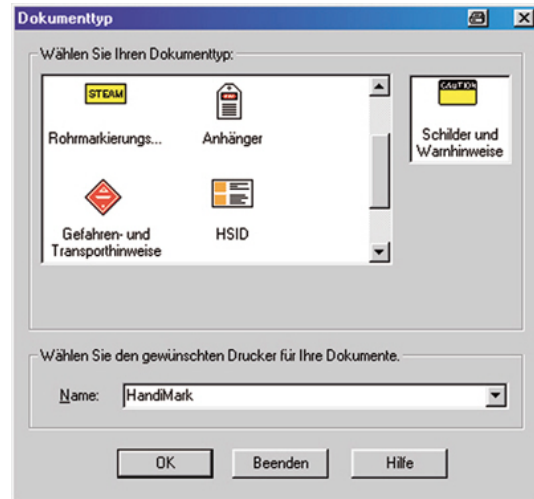 Dokumenttyp
Wählen Sie Ihren Dokumenttyp:
STEAM
Rohrmarkierungs...
Anhänger
CAUTION
Schilder und
Warnhinweise
Gefahren- und
Transporthinweise
HSID
Wählen Sie den gewünschten Drucker für Ihre Dokumente.
Name: HandiMark
OK Beenden Hilfe